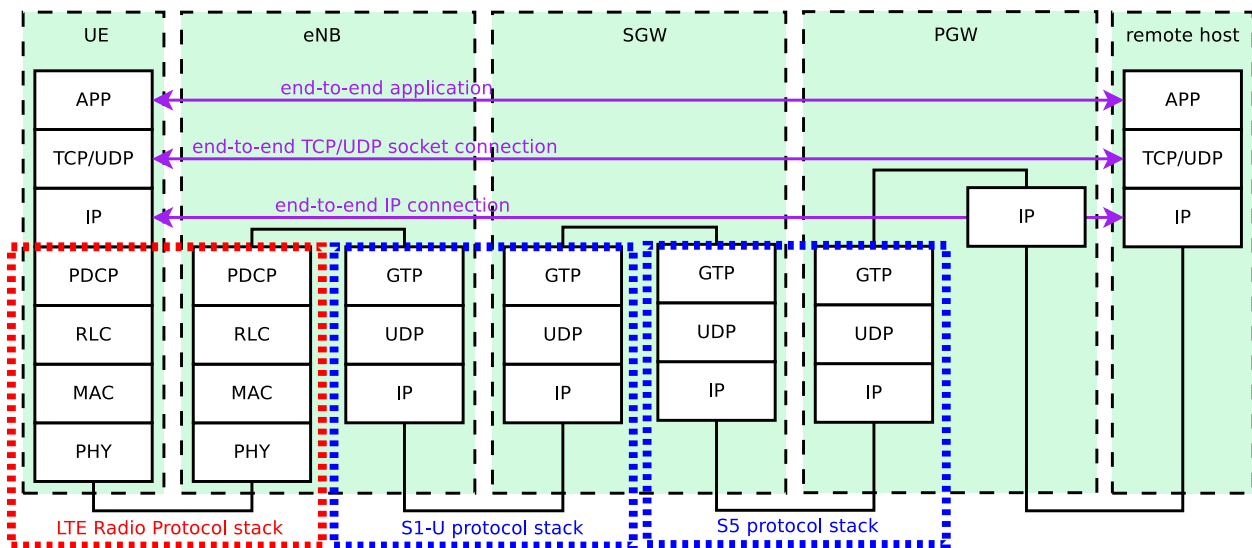 UE
eNB
SGW
PGW
remote host
APP
end-to-end application
APP
TCP/UDP
end-to-end TCP/UDP socket connection
TCP/UDP
IP
end-to-end IP connection
IP
IP
PDCP
PDCP
GTP
GTP
GTP
GTP
RLC
RLC
UDP
UDP
UDP
UDP
MAC
MAC
IP
IP
IP
IP
PHY
PHY
LTE Radio Protocol stack
S1-U protocol stack
S5 protocol stack